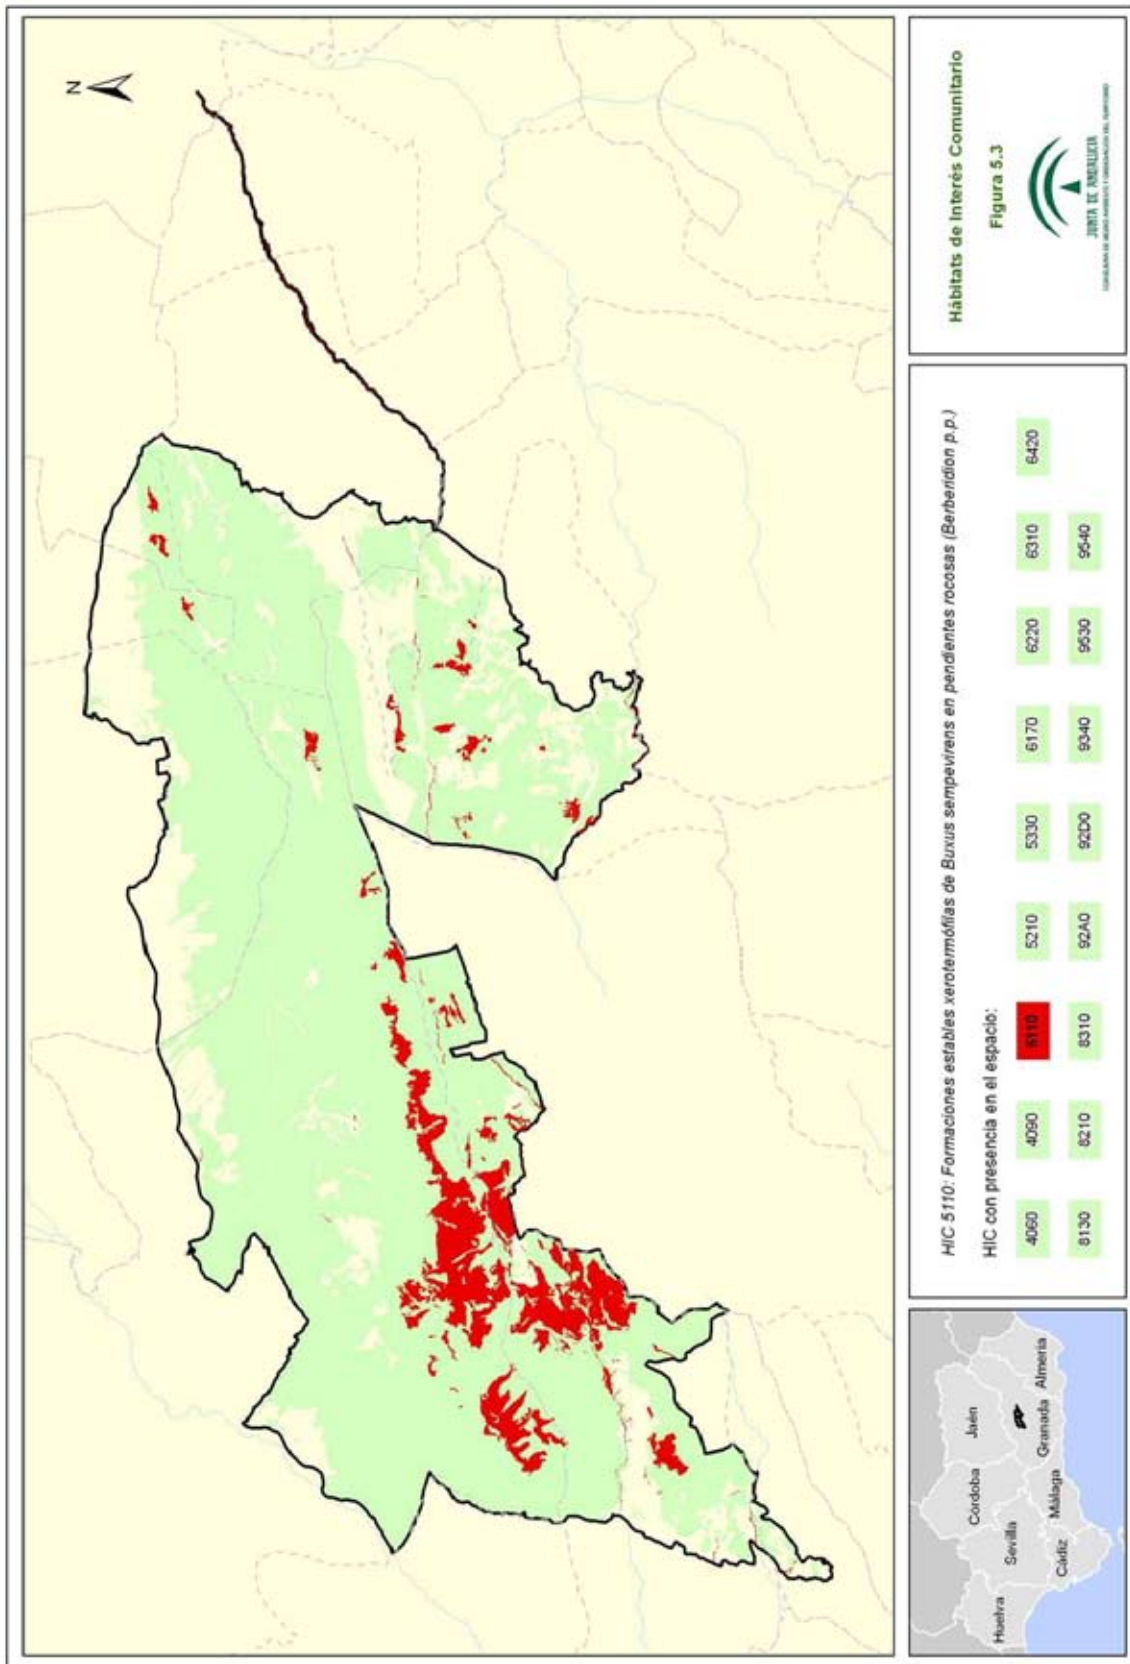 N
Huelva
Sevilla
Córdoba
Jaén
Cádiz
Málaga
Granada
Almería
HIC 5110: Formaciones estables xerotermófilas de Buxus sempevirens en pendientes rocosas (Berberidion p.p.)
HIC con presencia en el espacio:
4060 4090 5110 5210 5330 6170 6220 6310 6420
8130 8210 8310 92A0 92D0 9340 9530 9540
Hábitats de Interés Comunitario
Figura 5.3
JUNTA DE ANDALUCIA